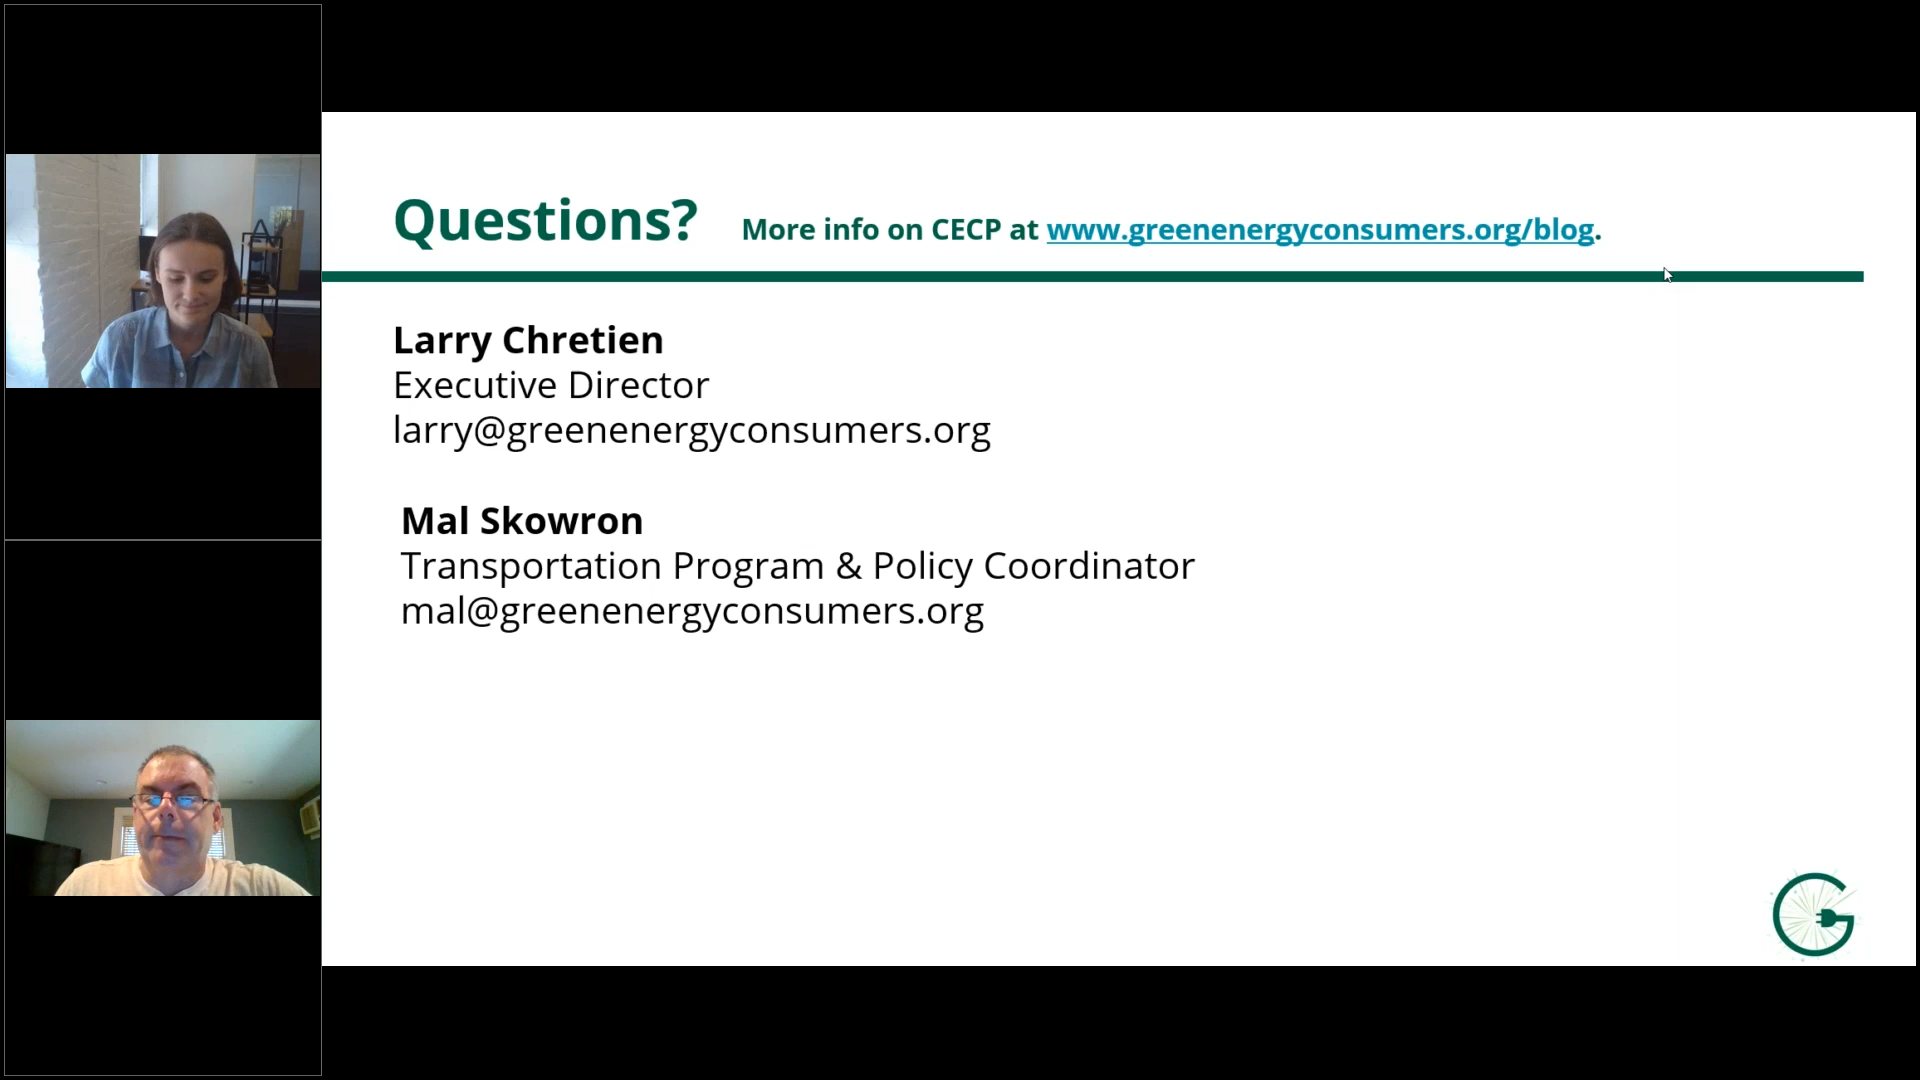 Questions?
More info on CECP at www.greenenergyconsumers.org/blog.
Larry Chretien
Executive Director
larry@greenenergyconsumers.org
Mal Skowron
Transportation Program & Policy Coordinator
mal@greenenergyconsumers.org